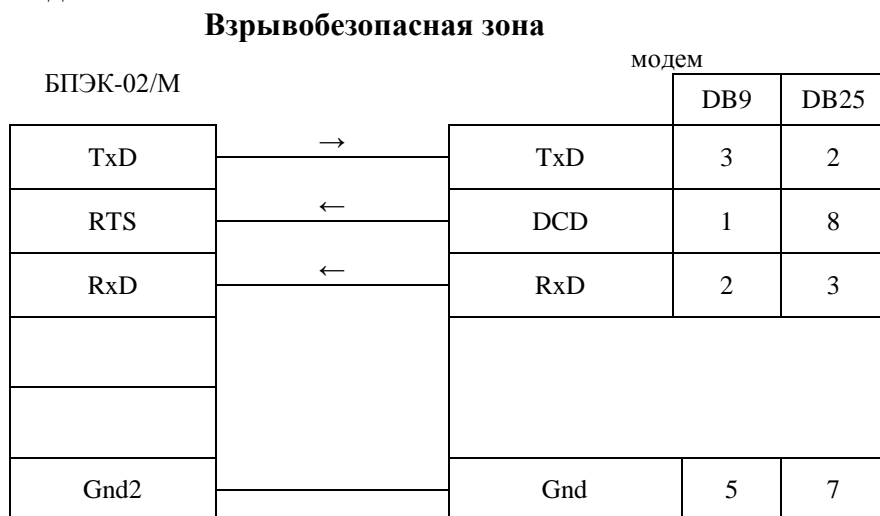 Взрывобезопасная зона
модем
БПЭК-02/М
DB9 DB25
TxD → TxD 3 2
RTS ← DCD 1 8
RxD ← RxD 2 3
Gnd2 Gnd 5 7